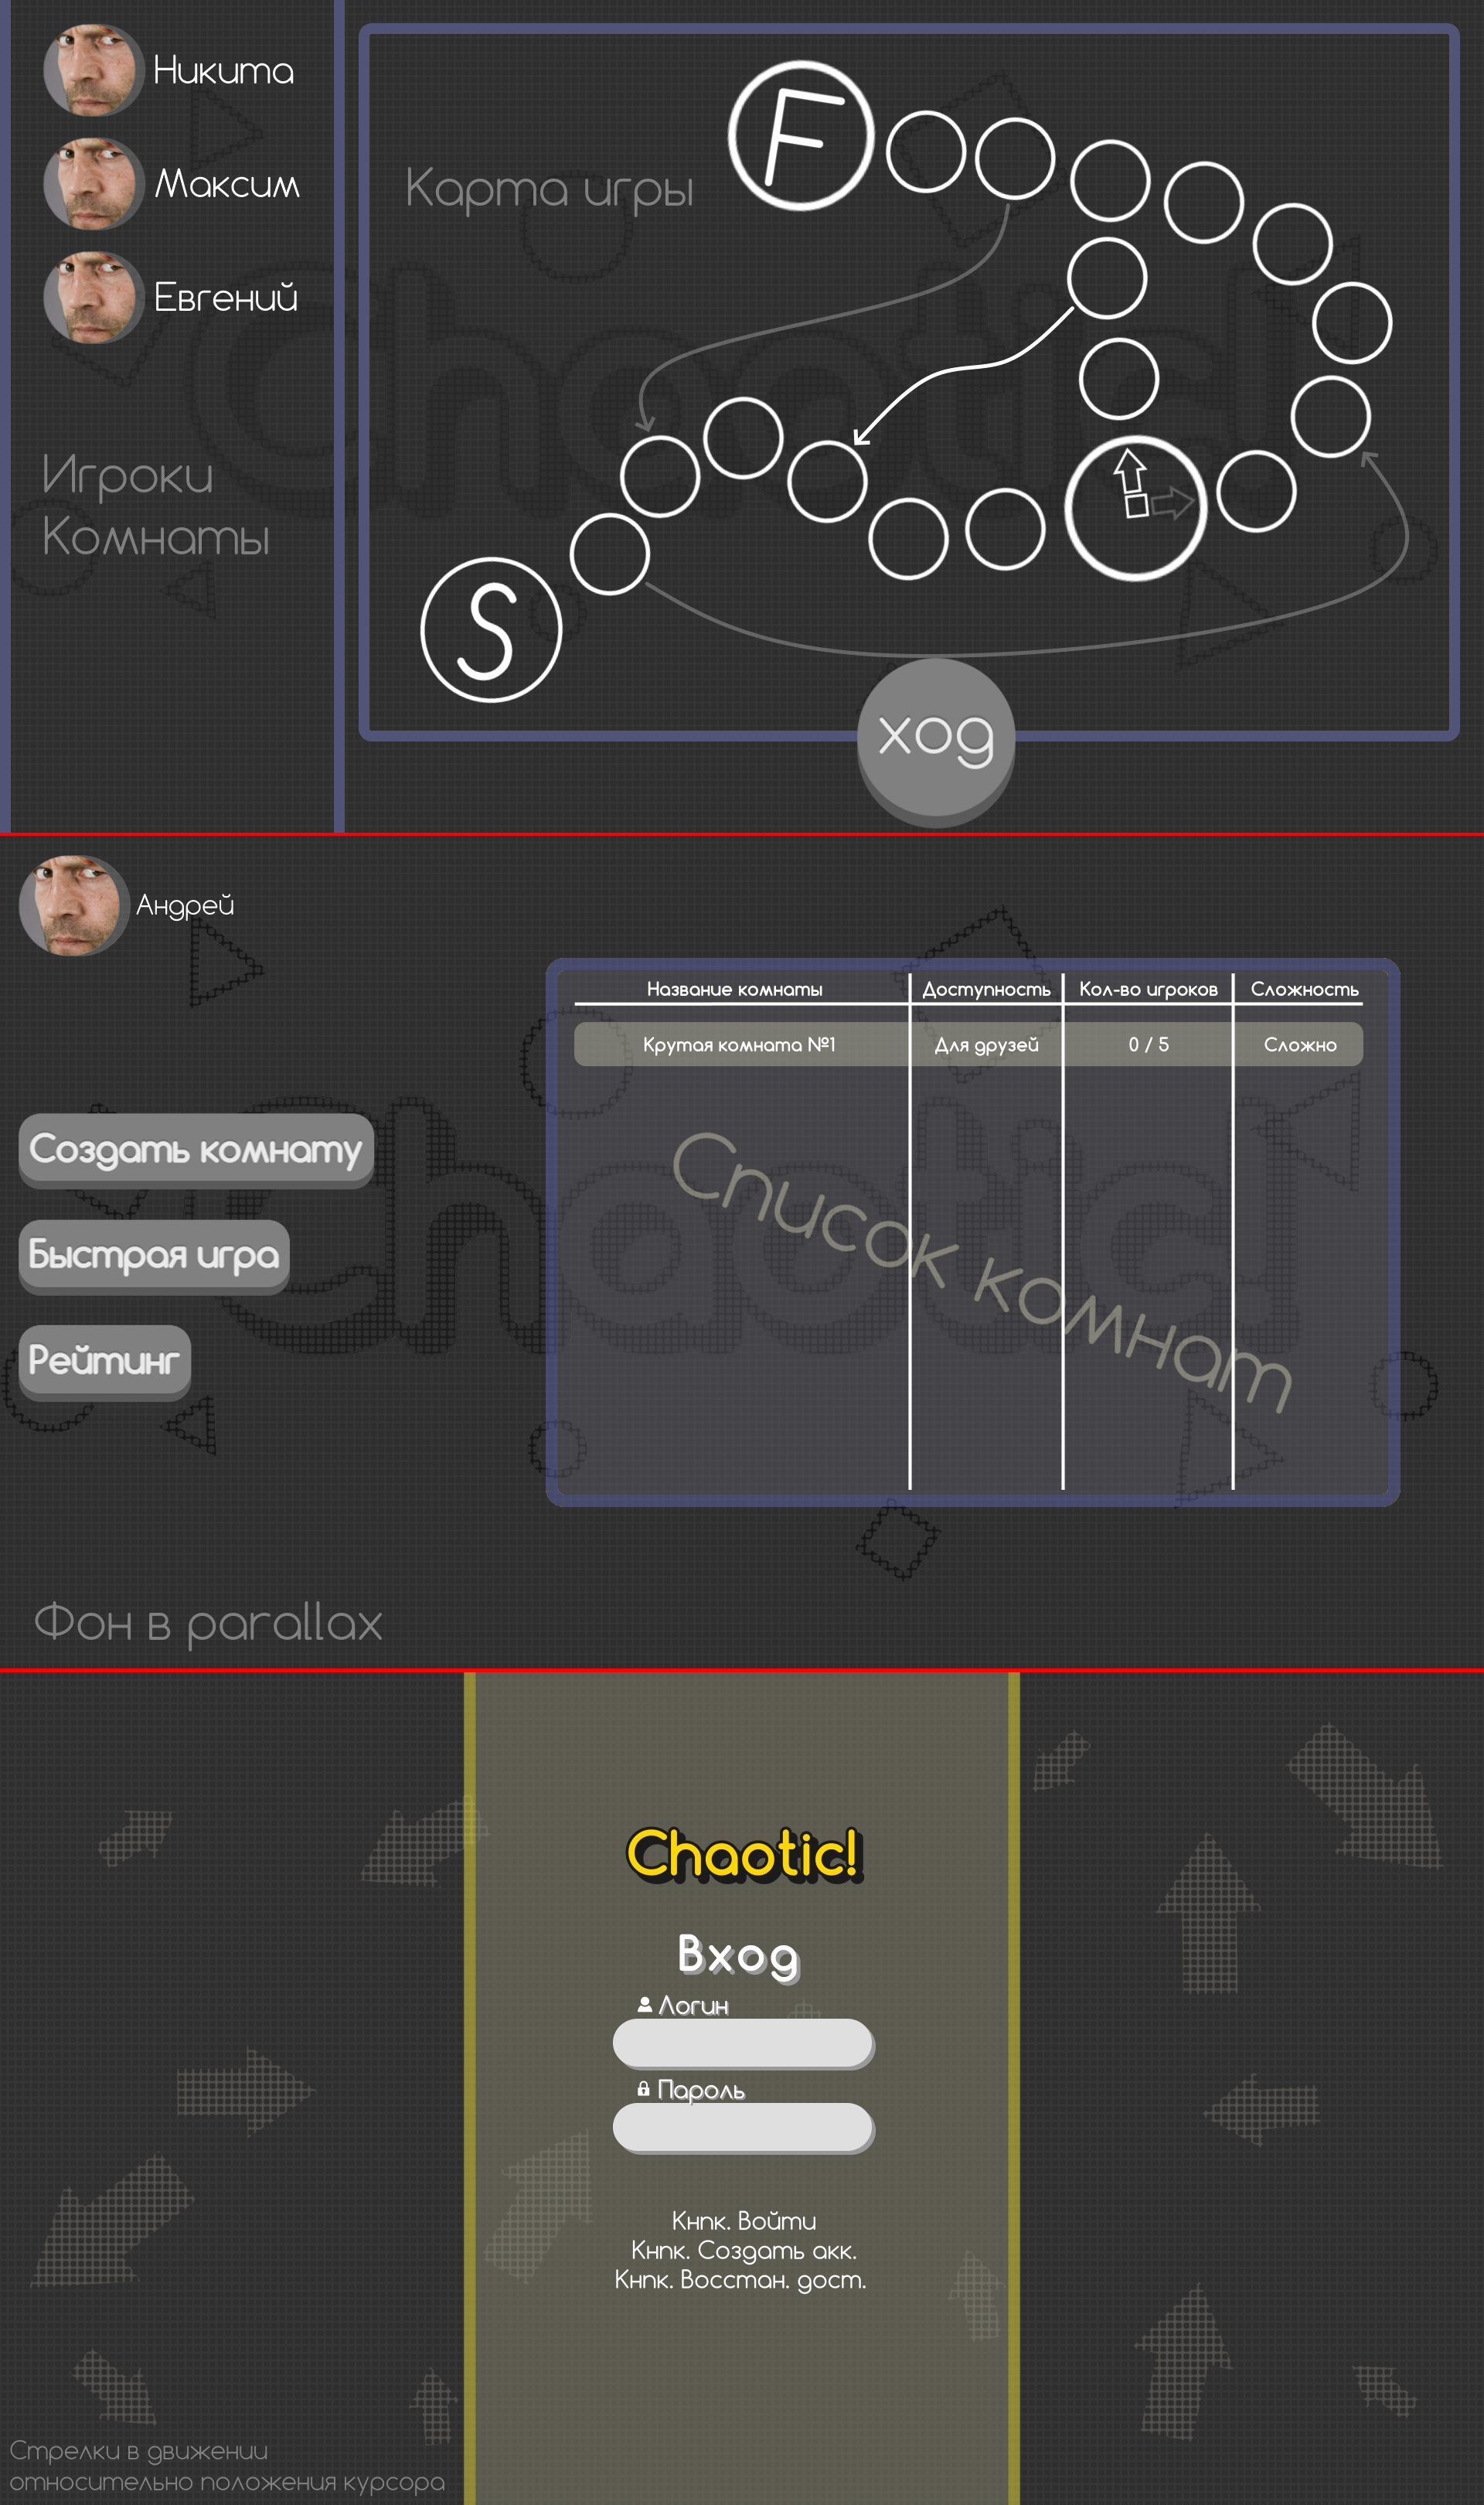 Никита
Максим
Евгений
Игроки
Комнаты
Карта игры
F
S
ход
Chaotic!
Андрей
Создать комнату
Быстрая игра
Рейтинг
Название комнаты Доступность Кол-во игроков Сложность
Крутая комната №1 Для друзей 0 / 5 Сложно
Список комнат
Chaotic!
Фон в parallax
Chaotic!
Вход
Логин
Пароль
Кнпк. Войти
Кнпк. Создать акк.
Кнпк. Восстан. дост.
Стрелки в движении
относительно положения курсора